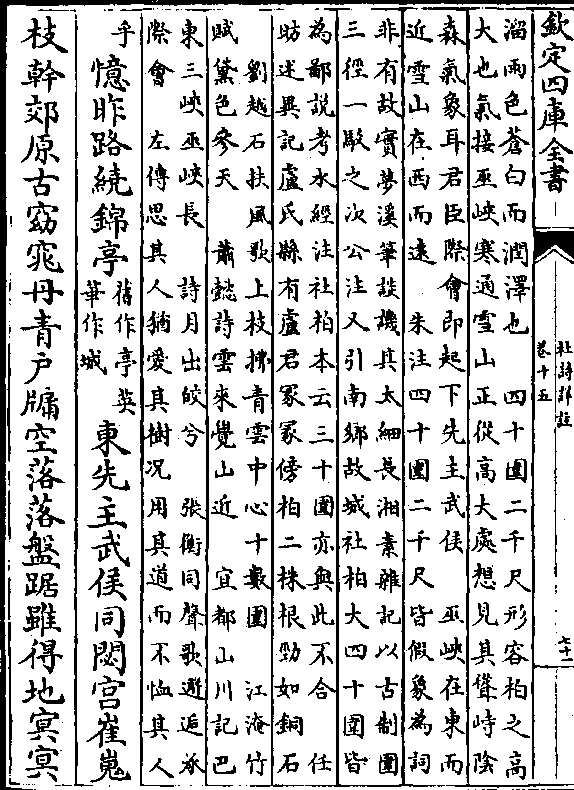 欽定四庫全書
杜詩詳註
卷十五
七十二
溜雨色蒼白而潤澤也 四十圍二千尺形容柏之高
大也氣接巫峽寒通雪山正從高大處想見其聳峙陰
森氣象耳君臣際會即起下先主武侯 巫峽在東而
近雪山在西而遠 朱注四十圍二千尺皆假象為詞
非有故實夢溪筆談譏其太細長湘素雜記以古制圍
三徑一駮之次公注又引南鄉故城社柏大四十圍皆
為鄙說考水經注社柏本云三十圍亦與此不合 任
昉述異記盧氏縣有盧君冢冢傍柏二株根勁如銅石
劉越石扶風歌上枝拂青雲中心十數圍 江淹竹
賦黛色參天 蕭懿詩雲來覺山近 宜都山川記巴
東三峽巫峽長 詩月出皎兮 張衡同聲歌邂逅承
際會 左傳思其人猶愛其樹况用其道而不恤其人
乎 憶昨路繞錦亭舊作亭英華作城東先主武侯同閟宮崔嵬
枝幹郊原古窈窕丹青户牖空落落盤踞雖得地冥冥